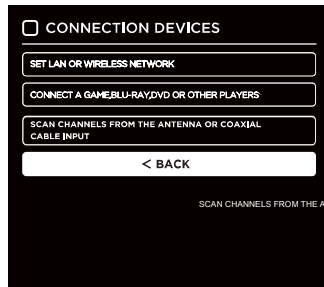 CONNECTION DEVICES
SET LAN OR WIRELESS NETWORK
CONNECT A GAME,BLU-RAY,DVD OR OTHER PLAYERS
SCAN CHANNELS FROM THE ANTENNA OR COAXIAL
CABLE INPUT
< BACK
SCAN CHANNELS FROM THE A